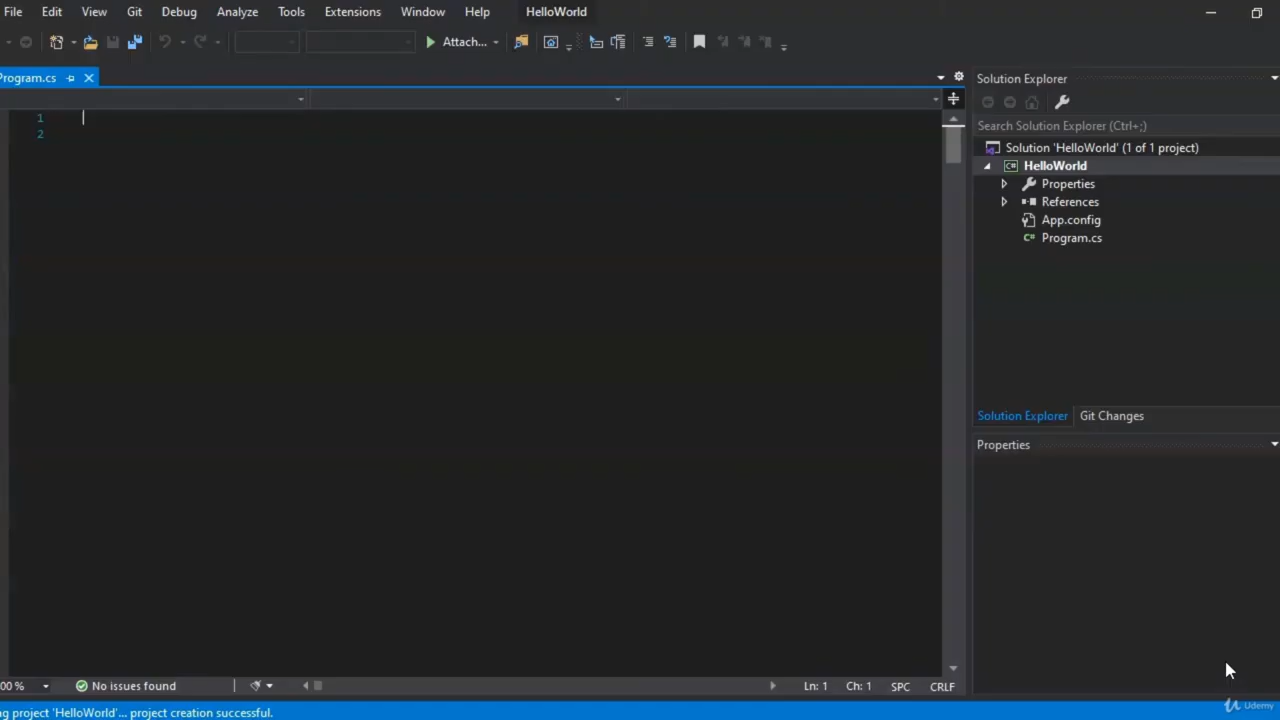 File Edit View Git Debug Analyze Tools Extensions Window Help HelloWorld
Attach...
Program.cs
Solution Explorer
1
2
Search Solution Explorer (Ctrl+;)
Solution 'HelloWorld' (1 of 1 project)
HelloWorld
Properties
References
App.config
Program.cs
Solution Explorer Git Changes
Properties
00 % No issues found Ln: 1 Ch: 1 SPC CRLF
ng project 'HelloWorld'... project creation successful.
Udemy